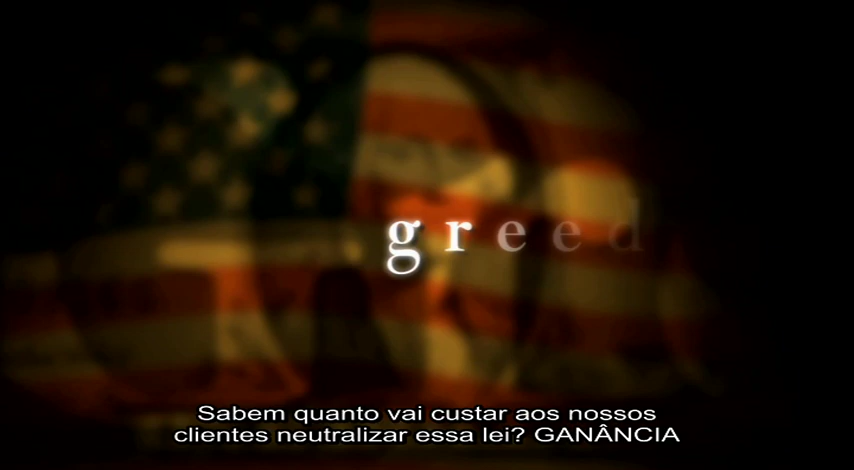 greed
Sabem quanto vai custar aos nossos
clientes neutralizar essa lei? GANÂNCIA